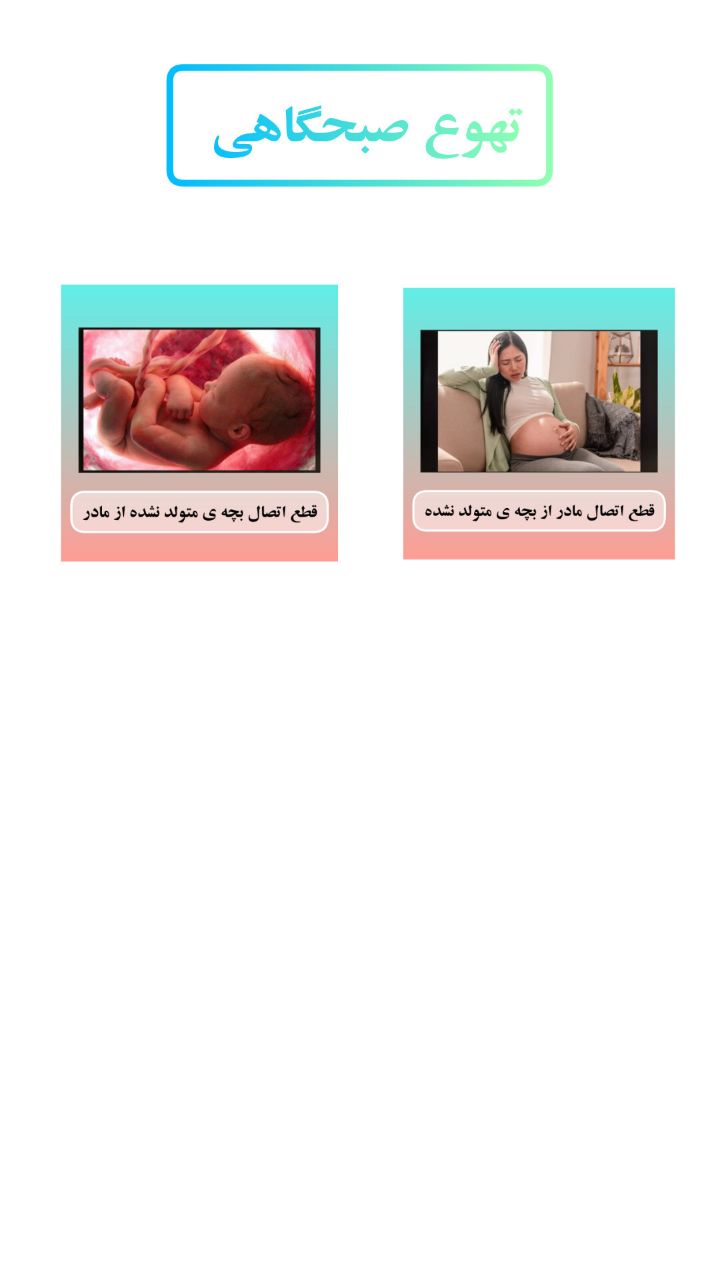 تهوع صبحگاهی
قطع اتصال مادر از بچه ی متولد نشده
قطع اتصال بچه ی متولد نشده از مادر